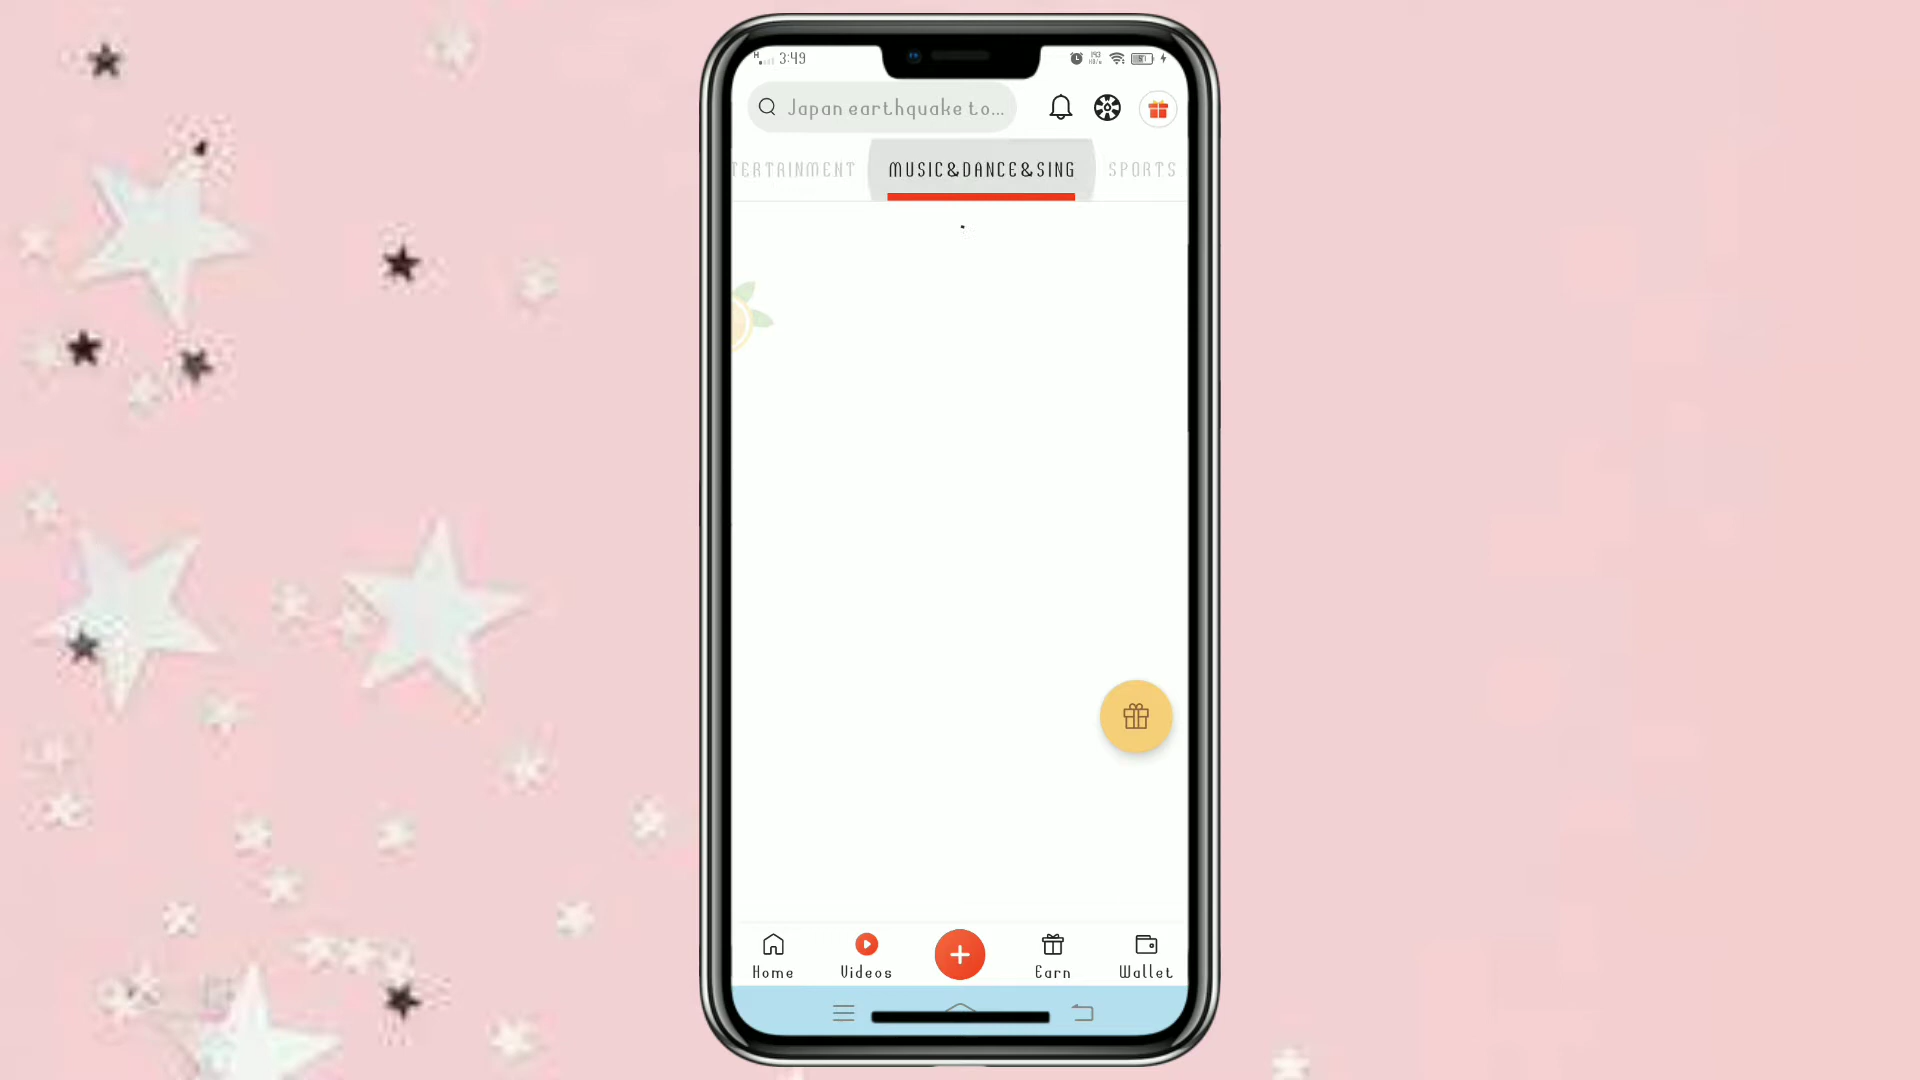 3:49
Japan earthquake to...
TERTAINMENT MUSIC&DANCE&SING SPORTS
Home Videos Earn Wallet